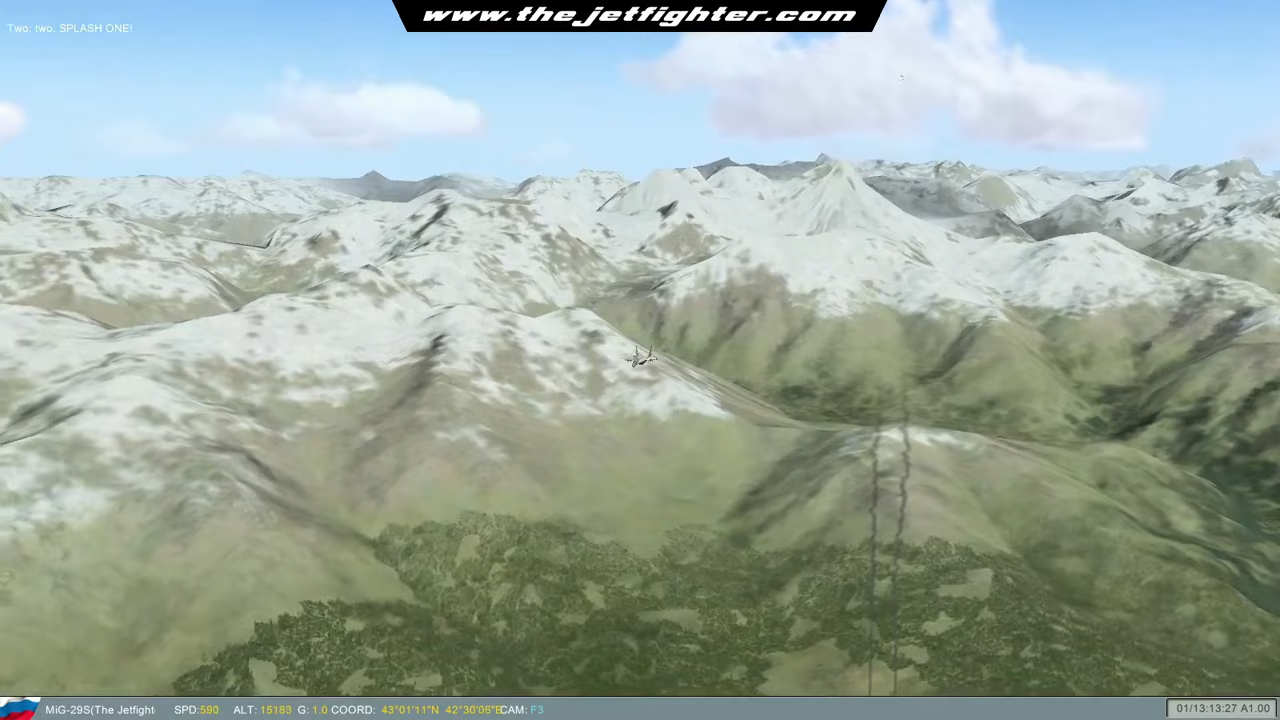 www.thejetfighter.com
Two: two. SPLASH ONE!
MiG-29S(The Jetfight SPD:590 ALT: 15183 G: 1.0 COORD: 43°01'11"N 42°30'06"E CAM: F3 01/13:13:27 A1.00